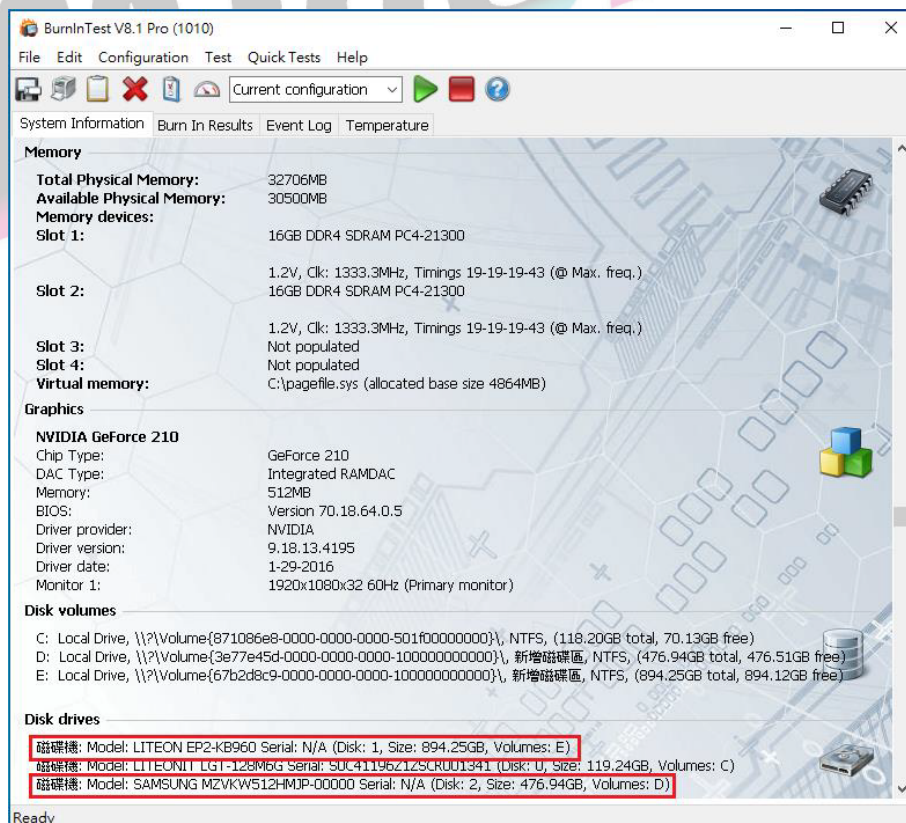 BurnInTest V8.1 Pro (1010)
File Edit Configuration Test Quick Tests Help
Current configuration
System Information Burn In Results Event Log Temperature
Memory
Total Physical Memory: 32706MB
Available Physical Memory: 30500MB
Memory devices:
Slot 1: 16GB DDR4 SDRAM PC4-21300
1.2V, Clk: 1333.3MHz, Timings 19-19-19-43 (@ Max. freq.)
Slot 2: 16GB DDR4 SDRAM PC4-21300
1.2V, Clk: 1333.3MHz, Timings 19-19-19-43 (@ Max. freq.)
Slot 3: Not populated
Slot 4: Not populated
Virtual memory: C:\pagefile.sys (allocated base size 4864MB)
Graphics
NVIDIA GeForce 210
Chip Type: GeForce 210
DAC Type: Integrated RAMDAC
Memory: 512MB
BIOS: Version 70.18.64.0.5
Driver provider: NVIDIA
Driver version: 9.18.13.4195
Driver date: 1-29-2016
Monitor 1: 1920x1080x32 60Hz (Primary monitor)
Disk volumes
C: Local Drive, \\?\Volume{871086e8-0000-0000-0000-501f00000000}\, NTFS, (118.20GB total, 70.13GB free)
D: Local Drive, \\?\Volume{3e77e45d-0000-0000-0000-100000000000}\, 新增磁碟區, NTFS, (476.94GB total, 476.51GB free)
E: Local Drive, \\?\Volume{67b2d8c9-0000-0000-0000-100000000000}\, 新增磁碟區, NTFS, (894.25GB total, 894.12GB free)
Disk drives
磁碟機: Model: LITEON EP2-KB960 Serial: N/A (Disk: 1, Size: 894.25GB, Volumes: E)
磁碟機: Model: LITEONIT LGT-128M6G Serial: (Disk: 0, Size: 119.24GB, Volumes: C)
磁碟機: Model: SAMSUNG MZVKW512HMJP-00000 Serial: N/A (Disk: 2, Size: 476.94GB, Volumes: D)
Ready